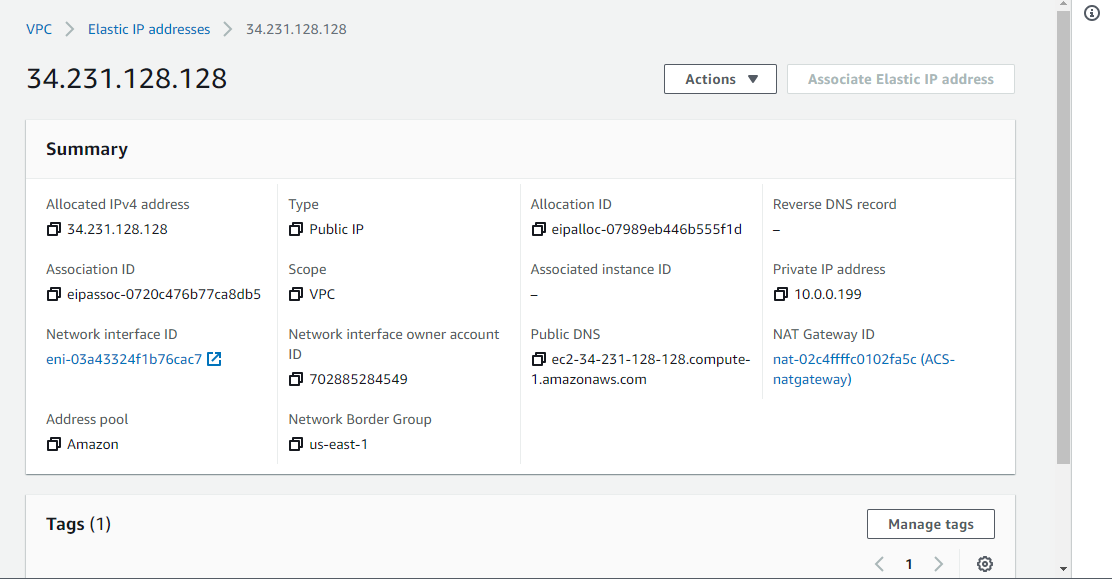 VPC > Elastic IP addresses > 34.231.128.128
34.231.128.128
Actions
Associate Elastic IP address
Summary
Allocated IPv4 address
34.231.128.128
Type
Public IP
Allocation ID
eipalloc-07989eb446b555f1d
Reverse DNS record
–
Association ID
eipassoc-0720c476b77ca8db5
Scope
VPC
Associated instance ID
–
Private IP address
10.0.0.199
Network interface ID
eni-03a43324f1b76cac7
Network interface owner account
ID
702885284549
Public DNS
ec2-34-231-128-128.compute-
1.amazonaws.com
NAT Gateway ID
nat-02c4ffffc0102fa5c (ACS-
natgateway)
Address pool
Amazon
Network Border Group
us-east-1
Tags (1)
Manage tags
1